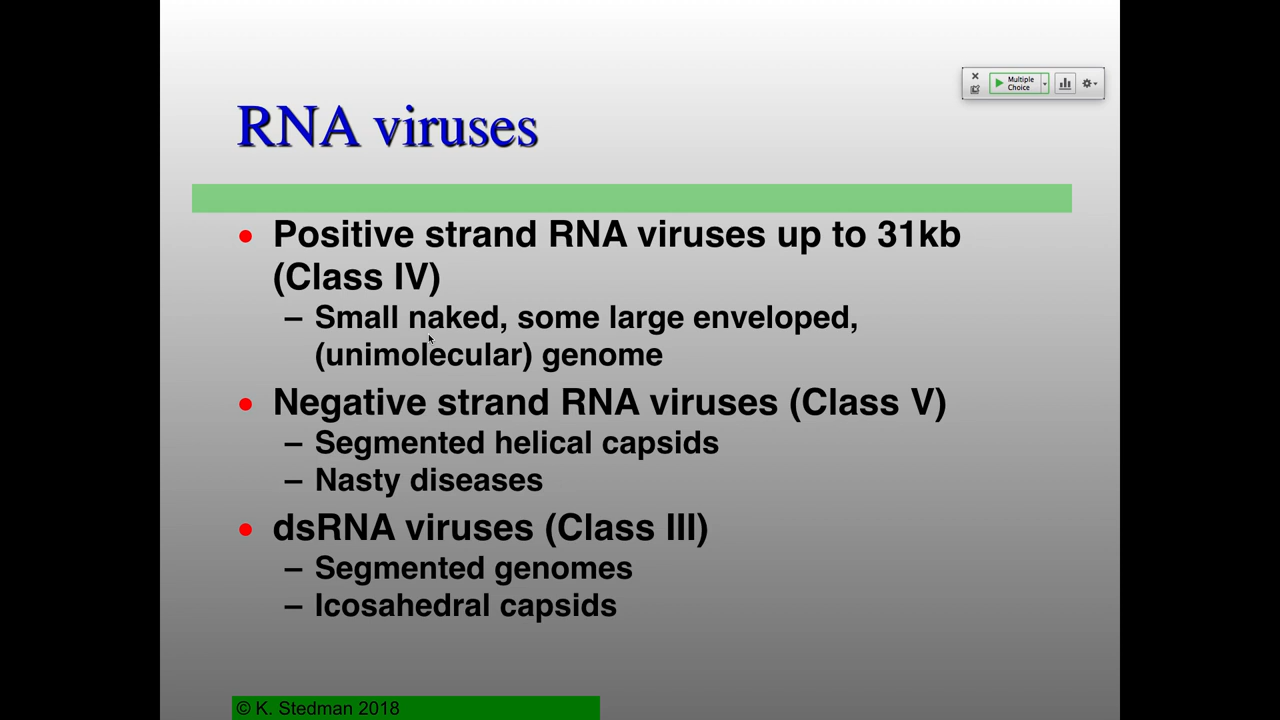 Multiple
Choice
RNA viruses
• Positive strand RNA viruses up to 31kb
(Class IV)
– Small naked, some large enveloped,
(unimolecular) genome
• Negative strand RNA viruses (Class V)
– Segmented helical capsids
– Nasty diseases
• dsRNA viruses (Class III)
– Segmented genomes
– Icosahedral capsids
© K. Stedman 2018